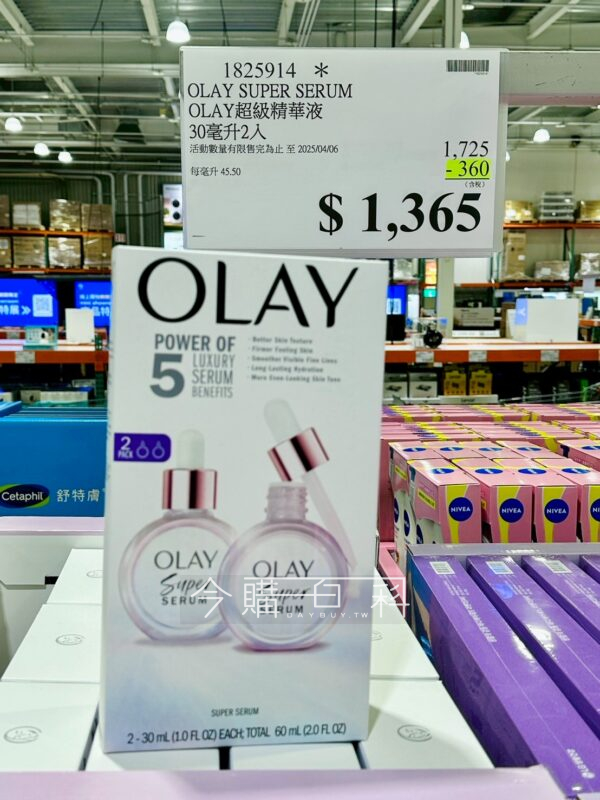 1825914 *
OLAY SUPER SERUM
OLAY超級精華液
30毫升2入
活動數量有限售完為止 至 2025/04/06
每毫升 45.50
1,725
- 360
(含稅)
$ 1,365
OLAY
POWER OF
5 LUXURY
SERUM
BENEFITS
· Better Skin Texture
· Firmer Feeling Skin
· Smoother Visible Fine Lines
· Long Lasting Hydration
· More Even-Looking Skin Tone
2
PACK
OLAY
Super
SERUM
OLAY
Super
SERUM
今購百科
DAYBUY.TW
SUPER SERUM
2 - 30 mL (1.0 FL OZ) EACH; TOTAL 60 mL (2.0 FL OZ)
Cetaphil 舒特膚
NIVEA
NIVEA
NIVEA
NIVEA